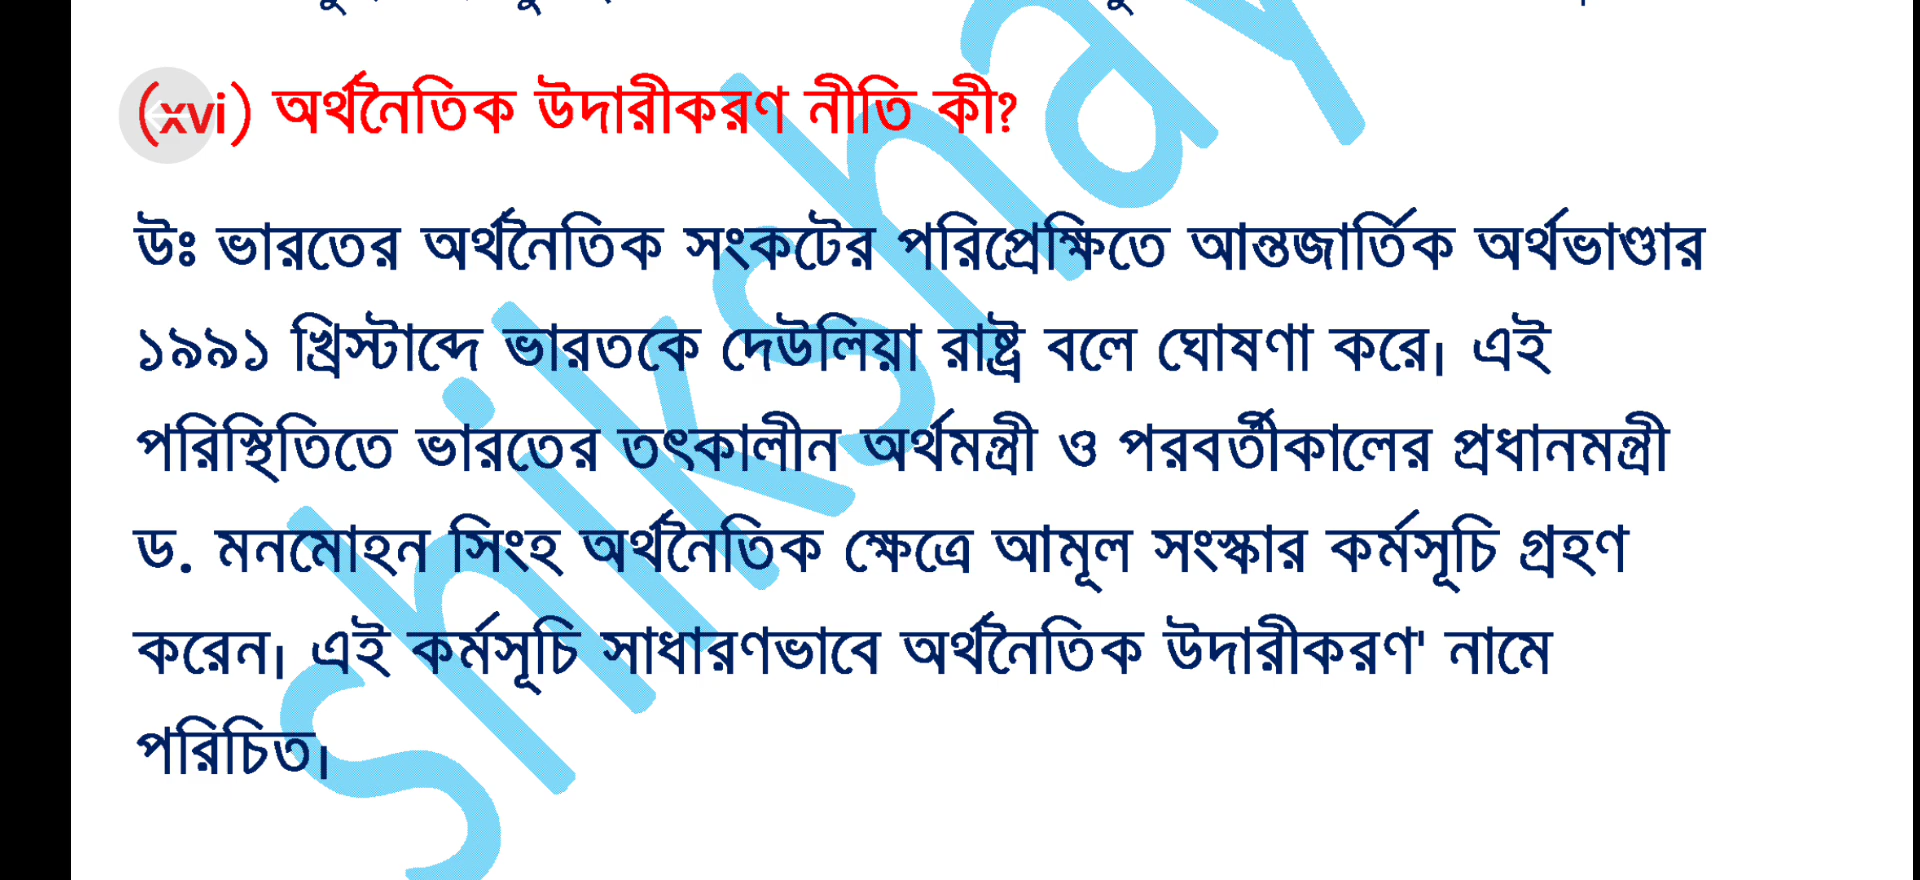 (xvi) অর্থনৈতিক উদারীকরণ নীতি কী?
উঃ ভারতের অর্থনৈতিক সংকটের পরিপ্রেক্ষিতে আন্তজার্তিক অর্থভাণ্ডার
১৯৯১ খ্রিস্টাব্দে ভারতকে দেউলিয়া রাষ্ট্র বলে ঘোষণা করে। এই
পরিস্থিতিতে ভারতের তৎকালীন অর্থমন্ত্রী ও পরবর্তীকালের প্রধানমন্ত্রী
ড. মনমোহন সিংহ অর্থনৈতিক ক্ষেত্রে আমূল সংস্কার কর্মসূচি গ্রহণ
করেন। এই কর্মসূচি সাধারণভাবে অর্থনৈতিক উদারীকরণ' নামে
পরিচিত।
shikshay